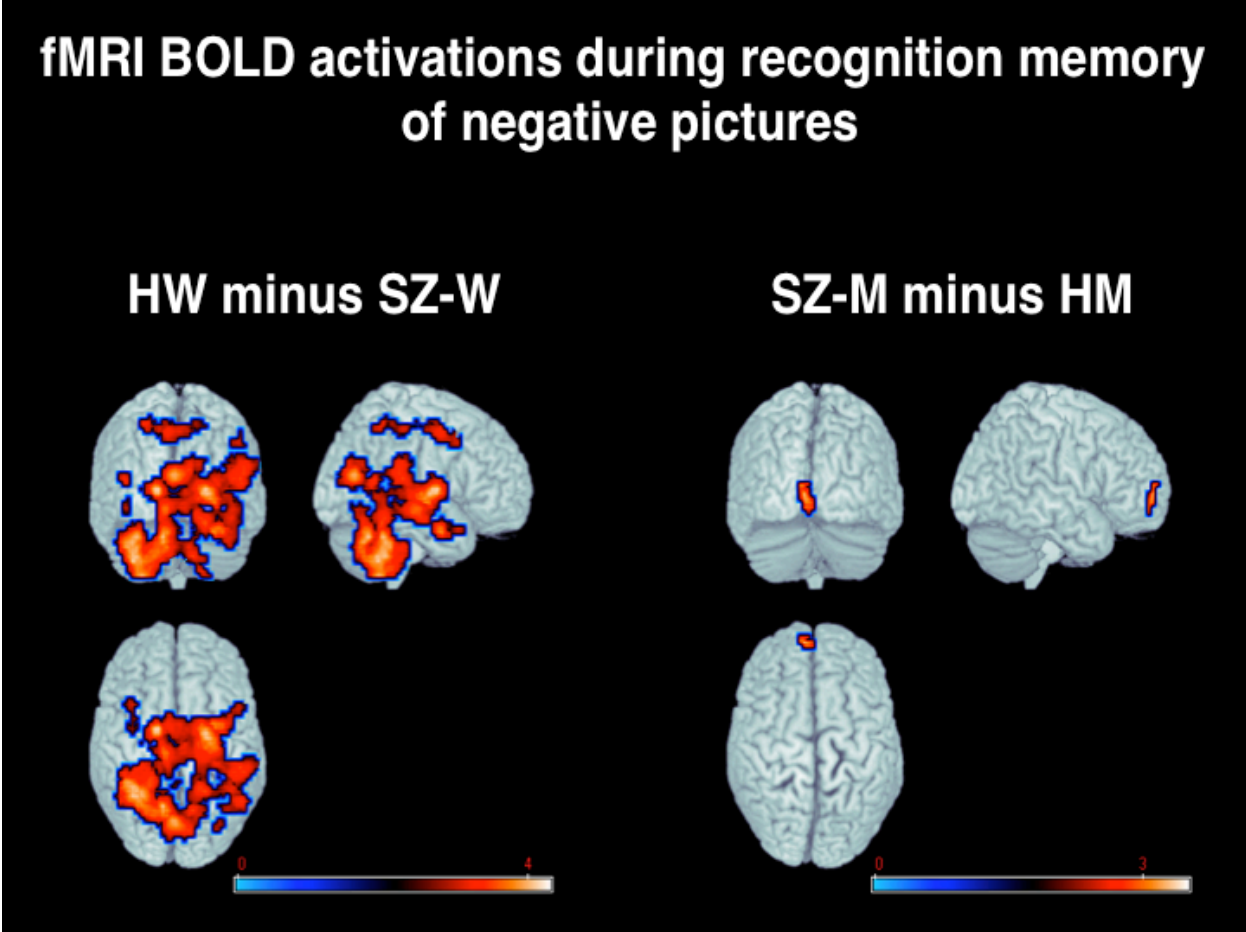 fMRI BOLD activations during recognition memory
of negative pictures
HW minus SZ-W
SZ-M minus HM
0
4
0
3